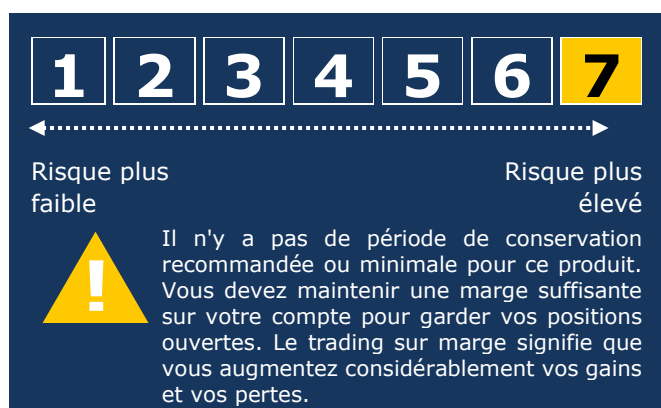 1 2 3 4 5 6 7
Risque plus Risque plus
faible élevé
!
Il n'y a pas de période de conservation
recommandée ou minimale pour ce produit.
Vous devez maintenir une marge suffisante
sur votre compte pour garder vos positions
ouvertes. Le trading sur marge signifie que
vous augmentez considérablement vos gains
et vos pertes.